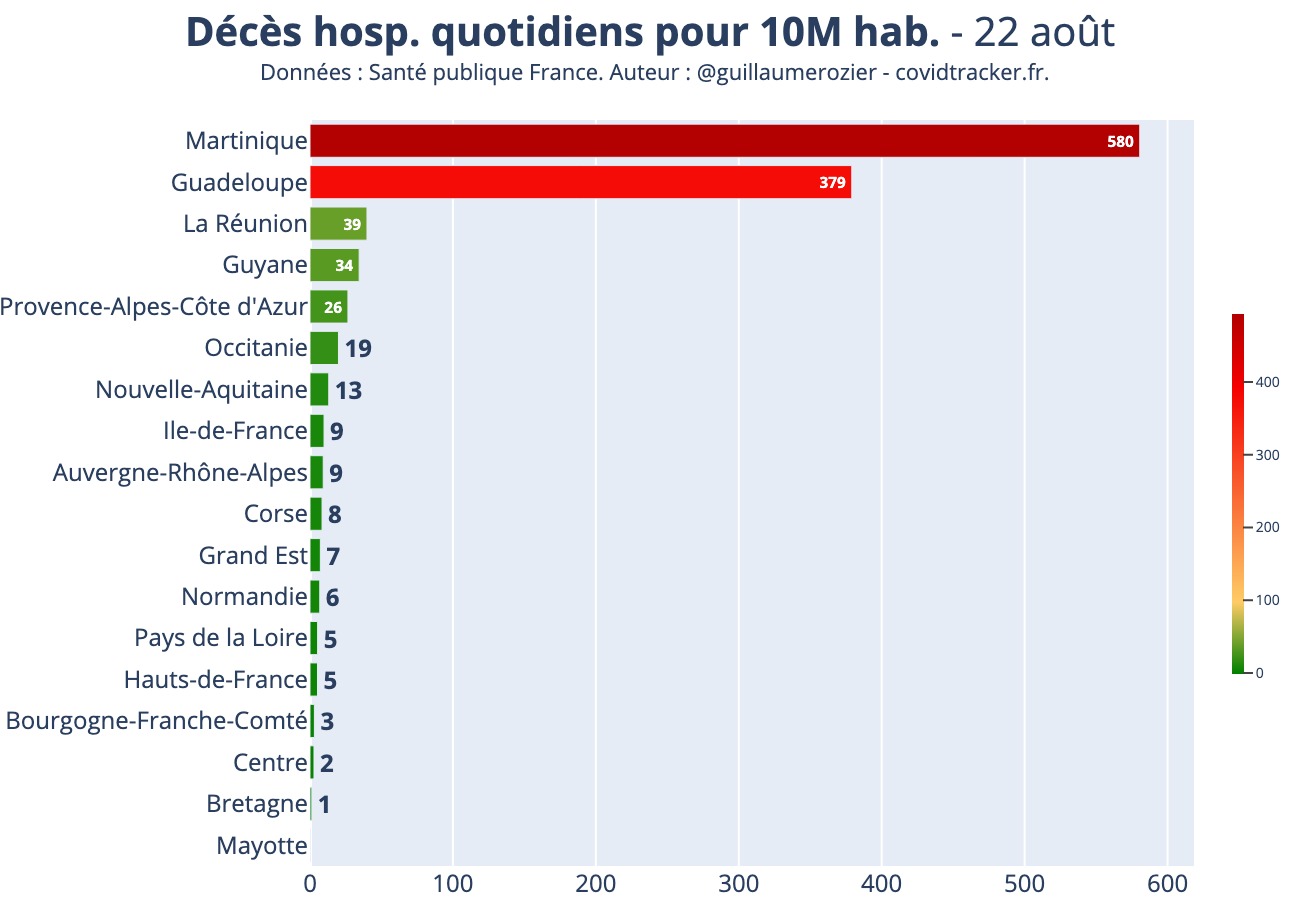 Décès hosp. quotidiens pour 10M hab. - 22 août
Données : Santé publique France. Auteur : @guillaumerozier - covidtracker.fr.
Martinique 580
Guadeloupe 379
La Réunion 39
Guyane 34
Provence-Alpes-Côte d'Azur 26
Occitanie 19
Nouvelle-Aquitaine 13
Ile-de-France 9
Auvergne-Rhône-Alpes 9
Corse 8
Grand Est 7
Normandie 6
Pays de la Loire 5
Hauts-de-France 5
Bourgogne-Franche-Comté 3
Centre 2
Bretagne 1
Mayotte
0 100 200 300 400 500 600
400
300
200
100
0